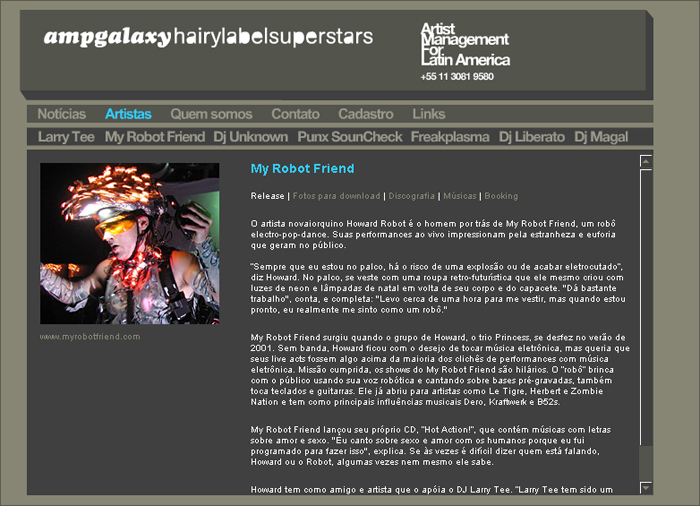 ampgalaxyhairylabelsuperstars
Artist
Management
For
Latin America
+55 11 3081 9580
Notícias Artistas Quem somos Contato Cadastro Links
Larry Tee My Robot Friend Dj Unknown Punx SounCheck Freakplasma Dj Liberato Dj Magal
My Robot Friend
Release | Fotos para download | Discografia | Músicas | Booking
O artista novaiorquino Howard Robot é o homem por trás de My Robot Friend, um robô
electro-pop-dance. Suas performances ao vivo impressionam pela estranheza e euforia
que geram no público.
"Sempre que eu estou no palco, há o risco de uma explosão ou de acabar eletrocutado",
diz Howard. No palco, se veste com uma roupa retro-futurística que ele mesmo criou com
luzes de neon e lâmpadas de natal em volta de seu corpo e do capacete. "Dá bastante
trabalho", conta, e completa: "Levo cerca de uma hora para me vestir, mas quando estou
pronto, eu realmente me sinto como um robô."
www.myrobotfriend.com
My Robot Friend surgiu quando o grupo de Howard, o trio Princess, se desfez no verão de
2001. Sem banda, Howard ficou com o desejo de tocar música eletrônica, mas queria que
seus live acts fossem algo acima da maioria dos clichês de performances com música
eletrônica. Missão cumprida, os shows do My Robot Friend são hilários. O "robô" brinca
com o público usando sua voz robótica e cantando sobre bases pré-gravadas, também
toca teclados e guitarras. Ele já abriu para artistas como Le Tigre, Herbert e Zombie
Nation e tem como principais influências musicais Dero, Kraftwerk e B52s.
My Robot Friend lançou seu próprio CD, "Hot Action!", que contém músicas com letras
sobre amor e sexo. "Eu canto sobre sexo e amor com os humanos porque eu fui
programado para fazer isso", explica. Se às vezes é difícil dizer quem está falando,
Howard ou o Robot, algumas vezes nem mesmo ele sabe.
Howard tem como amigo e artista que o apóia o DJ Larry Tee. "Larry Tee tem sido um